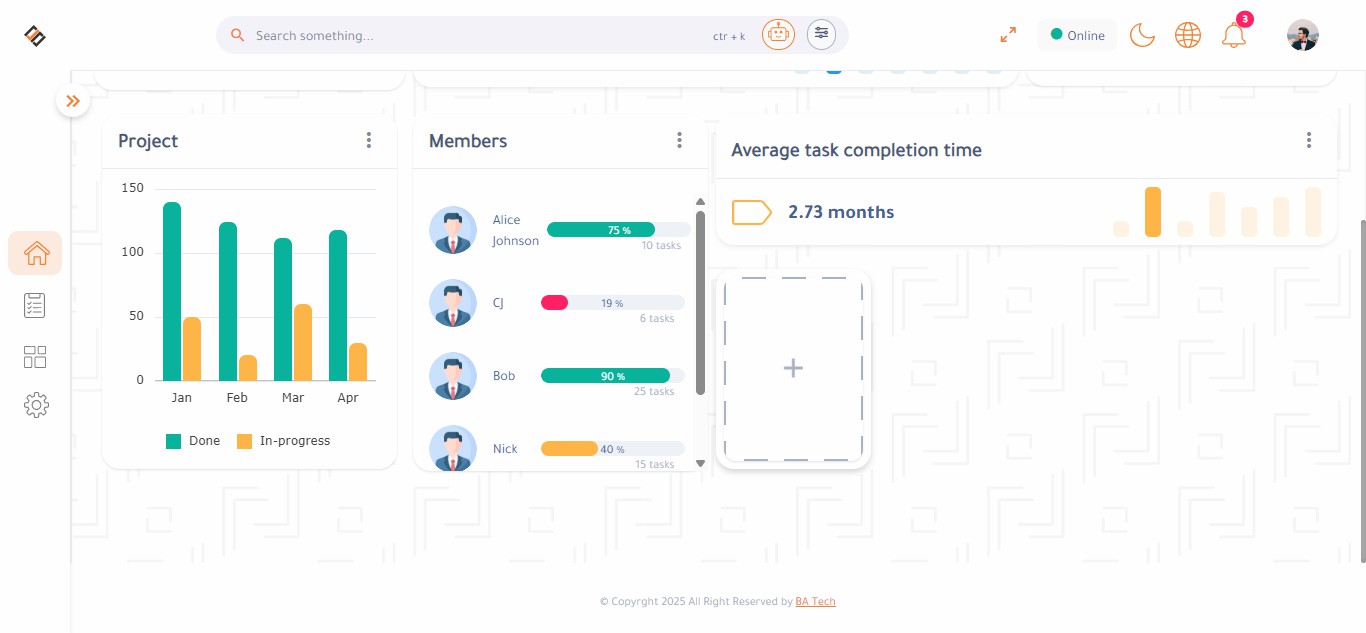 Search something...
ctr + k
Online
3
Project
150
100
50
0
Jan
Feb
Mar
Apr
Done
In-progress
Members
Alice
Johnson
75 %
10 tasks
CJ
19 %
6 tasks
Bob
90 %
25 tasks
Nick
40 %
15 tasks
Average task completion time
2.73 months
+
© Copyrght 2025 All Right Reserved by BA Tech